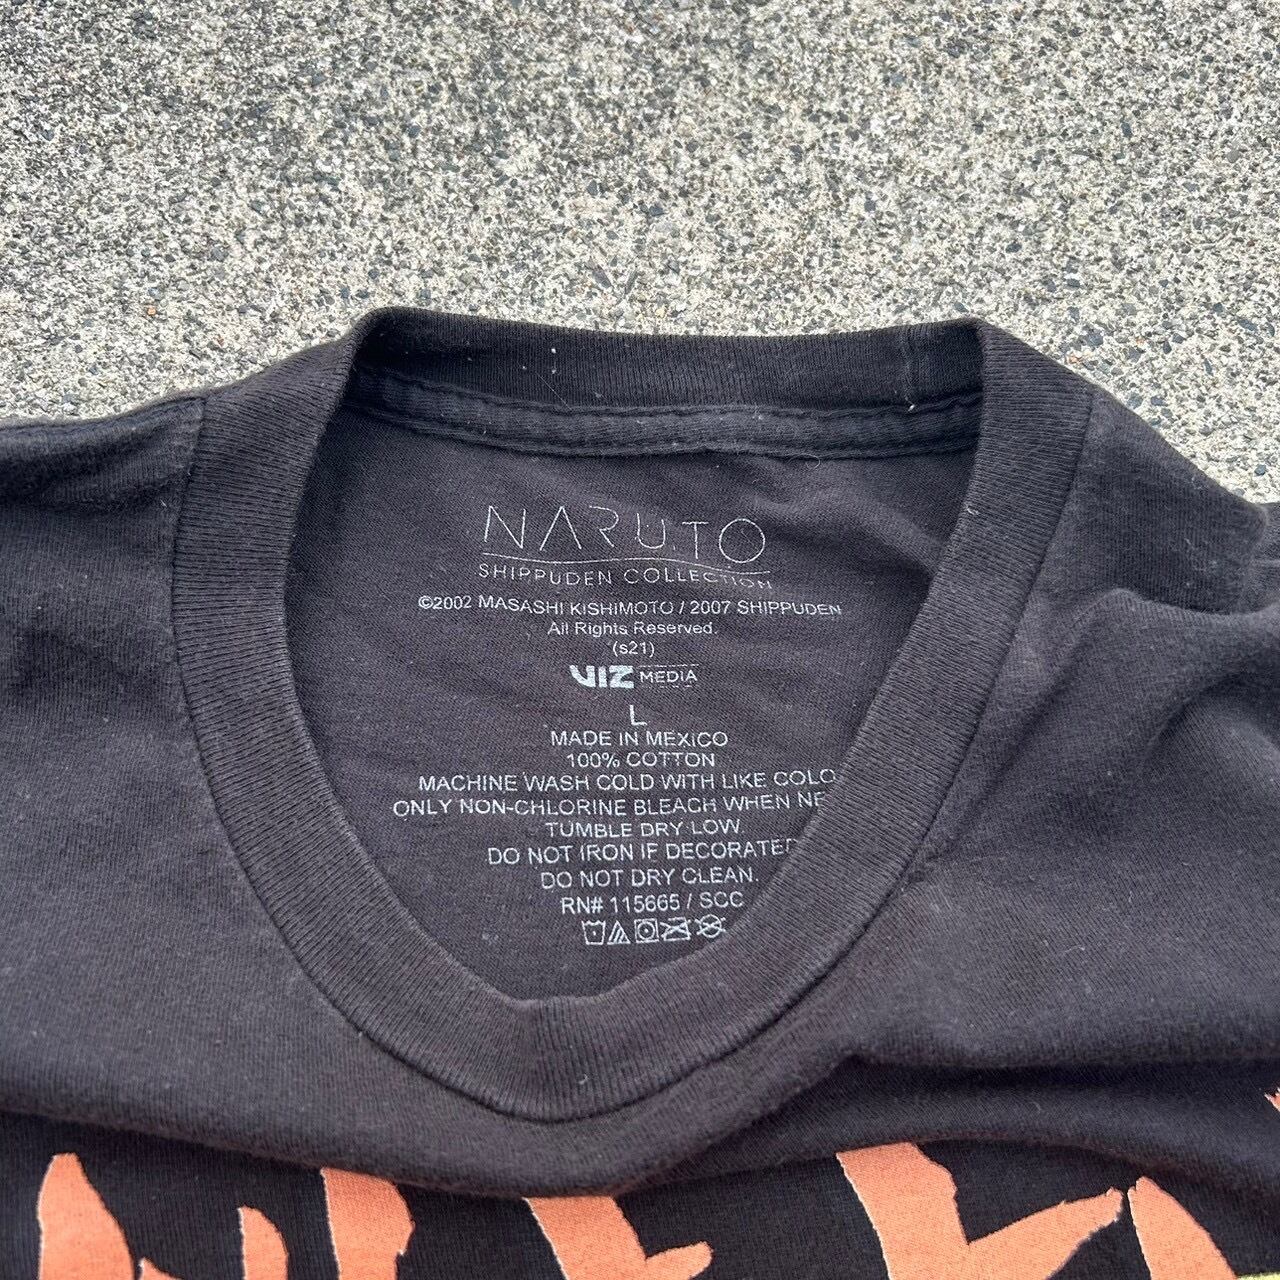 NARUTO
SHIPPUDEN COLLECTION
©2002 MASASHI KISHIMOTO / 2007 SHIPPUDEN
All Rights Reserved.
(s21)
VIZ MEDIA
L
MADE IN MEXICO
100% COTTON
MACHINE WASH COLD WITH LIKE COLO
ONLY NON-CHLORINE BLEACH WHEN NE
TUMBLE DRY LOW.
DO NOT IRON IF DECORATED
DO NOT DRY CLEAN.
RN# 115665 / SCC